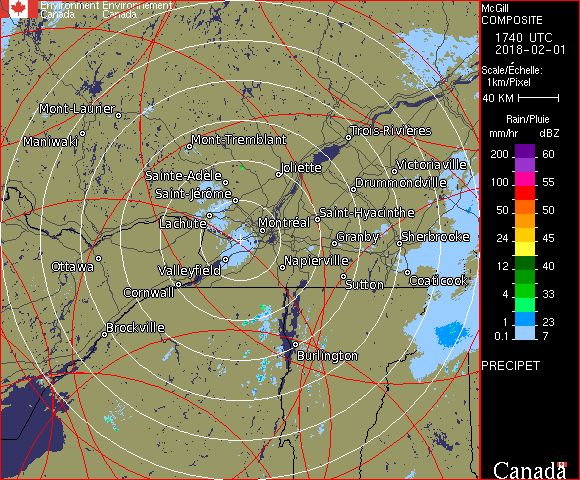 Environment Environnement
Canada Canada
McGill
COMPOSITE
1740 UTC
2018-02-01
Scale/Échelle:
1km/Pixel
40 KM
Rain/Pluie
mm/hr dBZ
200 60
55
100 55
50 50
24 45
12 40
4 33
1 23
0.1 7
PRECIPET
Canada
Mont-Laurier
Maniwaki
Mont-Tremblant
Trois-Rivières
Joliette
Victoriaville
Sainte-Adèle
Drummondville
Saint-Jérôme
Lachute
Montréal
Saint-Hyacinthe
Granby
Sherbrooke
Ottawa
Valleyfield
Napierville
Cornwall
Sutton
Coaticook
Brockville
Burlington